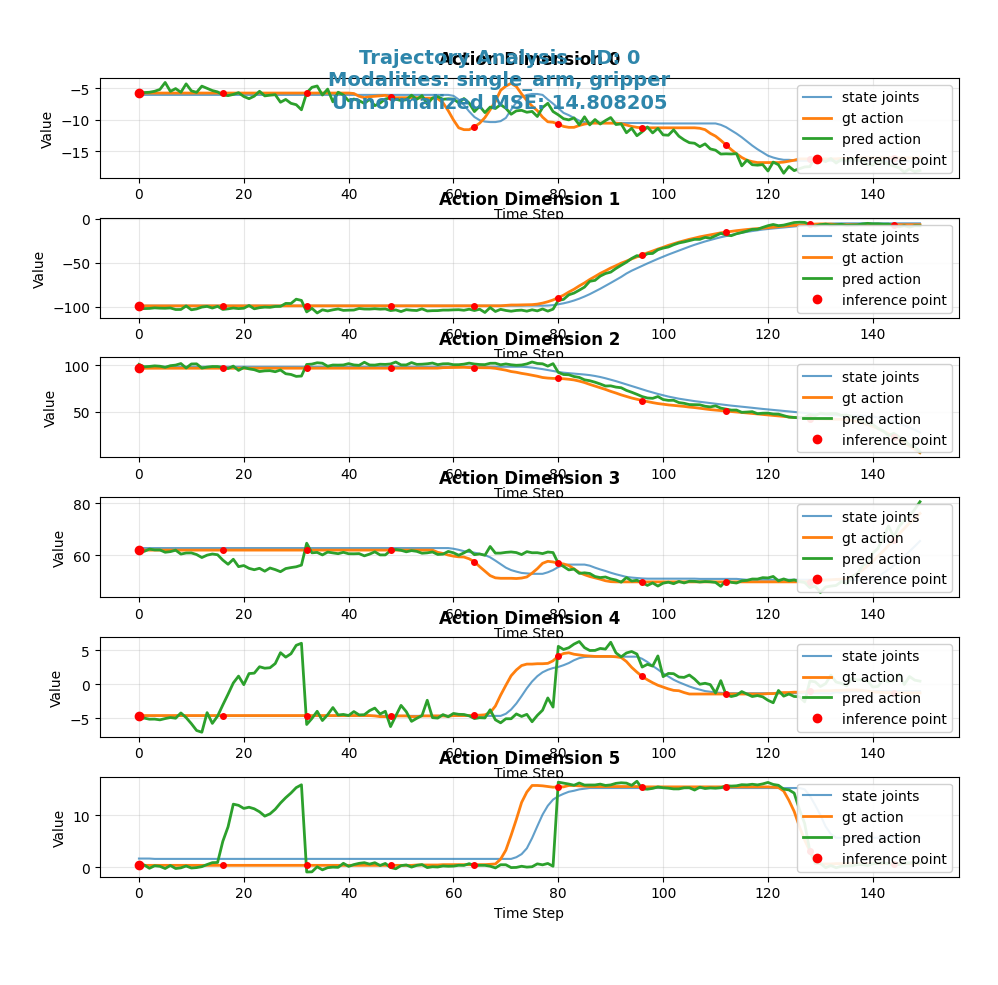 Trajectory Analysis - ID: 0
Modalities: single_arm, gripper
Unnormalized MSE: 14.808205
Action Dimension 0
Value
−5
−10
−15
state joints
gt action
pred action
inference point
0 20 40 60 80 100 120 140
Time Step
Action Dimension 1
Value
0
−50
−100
state joints
gt action
pred action
inference point
0 20 40 60 80 100 120 140
Time Step
Action Dimension 2
Value
100
50
state joints
gt action
pred action
inference point
0 20 40 60 80 100 120 140
Time Step
Action Dimension 3
Value
80
60
state joints
gt action
pred action
inference point
0 20 40 60 80 100 120 140
Time Step
Action Dimension 4
Value
5
0
−5
state joints
gt action
pred action
inference point
0 20 40 60 80 100 120 140
Time Step
Action Dimension 5
Value
10
0
state joints
gt action
pred action
inference point
0 20 40 60 80 100 120 140
Time Step